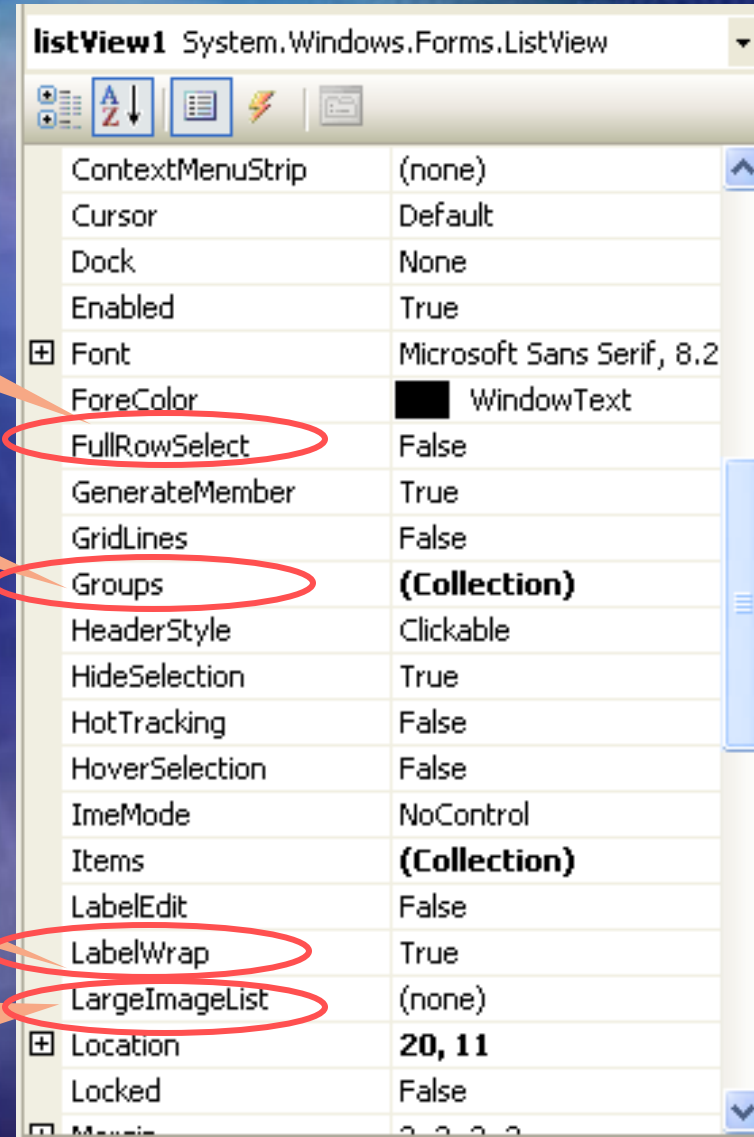 listView1 System.Windows.Forms.ListView
ContextMenuStrip (none)
Cursor Default
Dock None
Enabled True
Font Microsoft Sans Serif, 8.2
ForeColor WindowText
FullRowSelect False
GenerateMember True
GridLines False
Groups (Collection)
HeaderStyle Clickable
HideSelection True
HotTracking False
HoverSelection False
ImeMode NoControl
Items (Collection)
LabelEdit False
LabelWrap True
LargeImageList (none)
Location 20, 11
Locked False